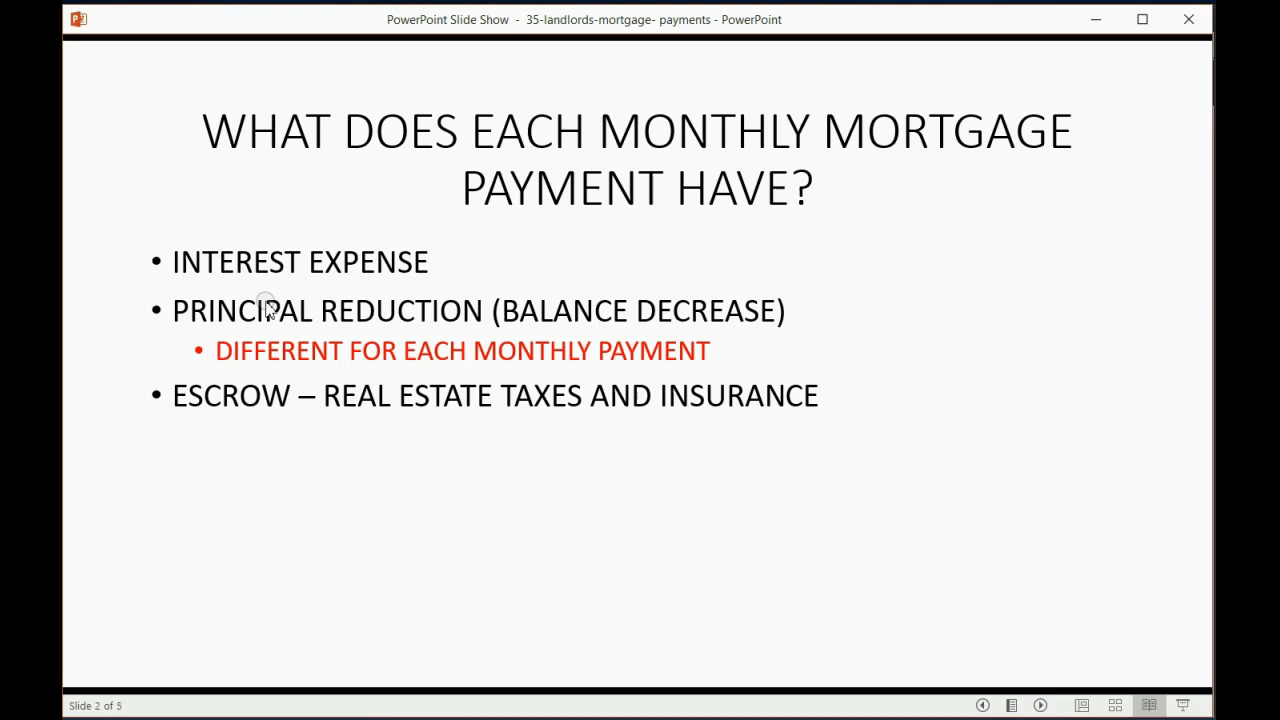 PowerPoint Slide Show - 35-landlords-mortgage- payments - PowerPoint
WHAT DOES EACH MONTHLY MORTGAGE
PAYMENT HAVE?
• INTEREST EXPENSE
• PRINCIPAL REDUCTION (BALANCE DECREASE)
• DIFFERENT FOR EACH MONTHLY PAYMENT
• ESCROW – REAL ESTATE TAXES AND INSURANCE
Slide 2 of 5